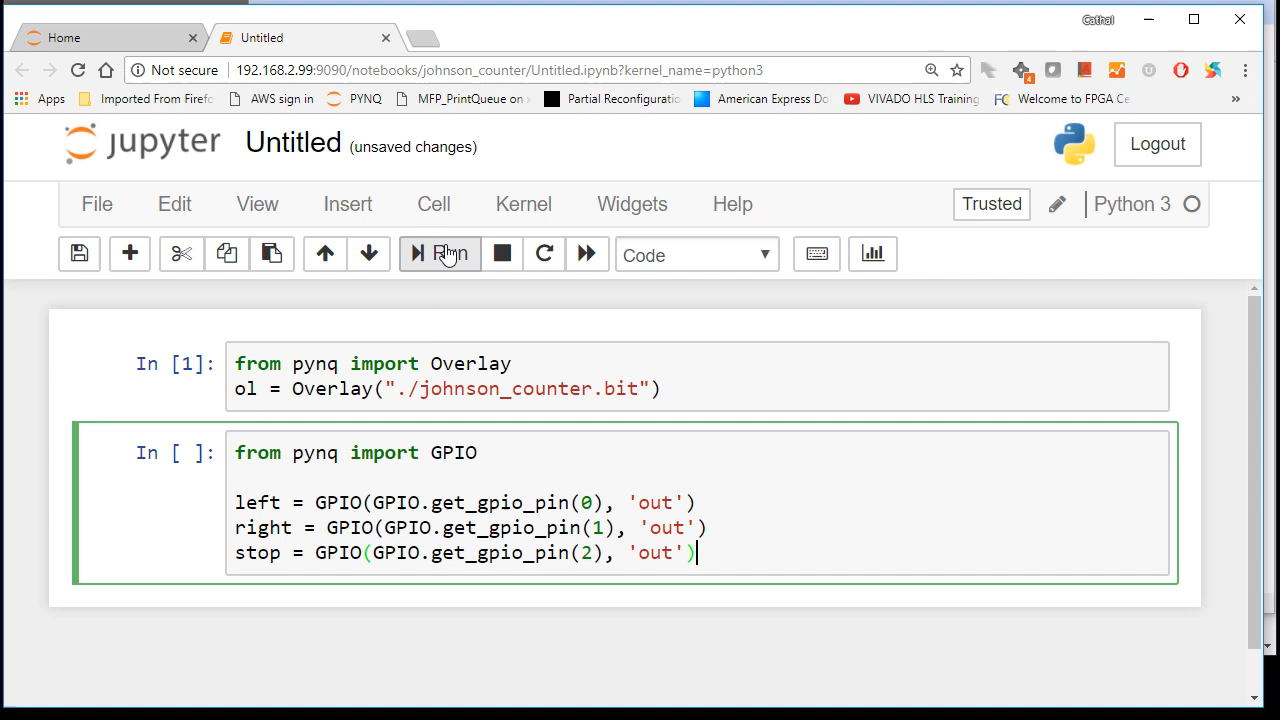 Cathal
Home
Untitled
Not secure
192.168.2.99:9090/notebooks/johnson_counter/Untitled.ipynb?kernel_name=python3
4
Apps
Imported From Firefo
AWS sign in
PYNQ
MFP_PrintQueue on
Partial Reconfiguratio
American Express Do
VIVADO HLS Training
FC
Welcome to FPGA Ce
»
jupyter
Untitled (unsaved changes)
Logout
File Edit View Insert Cell Kernel Widgets Help
Trusted
Python 3
Run
Code
In [1]:
from pynq import Overlay
ol = Overlay("./johnson_counter.bit")
In [ ]:
from pynq import GPIO
left = GPIO(GPIO.get_gpio_pin(0), 'out')
right = GPIO(GPIO.get_gpio_pin(1), 'out')
stop = GPIO(GPIO.get_gpio_pin(2), 'out')